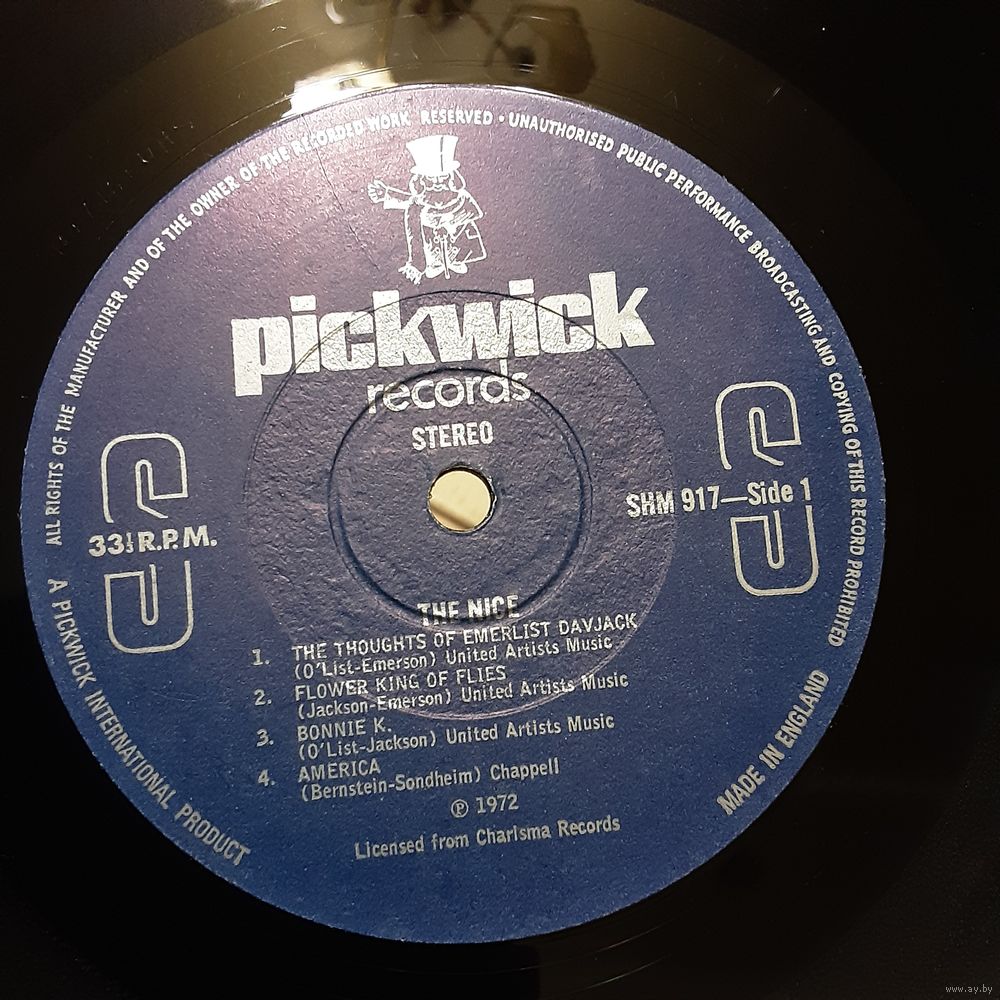 ALL RIGHTS OF THE MANUFACTURER AND OF THE OWNER OF THE RECORDED WORK RESERVED • UNAUTHORISED PUBLIC PERFORMANCE BROADCASTING AND COPYING OF THIS RECORD PROHIBITED
pickwick
records
STEREO
33⅓ R.P.M.
SHM 917—Side 1
THE NICE
1. THE THOUGHTS OF EMERLIST DAVJACK
(O'List-Emerson) United Artists Music
2. FLOWER KING OF FLIES
(Jackson-Emerson) United Artists Music
3. BONNIE K.
(O'List-Jackson) United Artists Music
4. AMERICA
(Bernstein-Sondheim) Chappell
℗ 1972
Licensed from Charisma Records
A PICKWICK INTERNATIONAL PRODUCT
MADE IN ENGLAND
www.ay.by